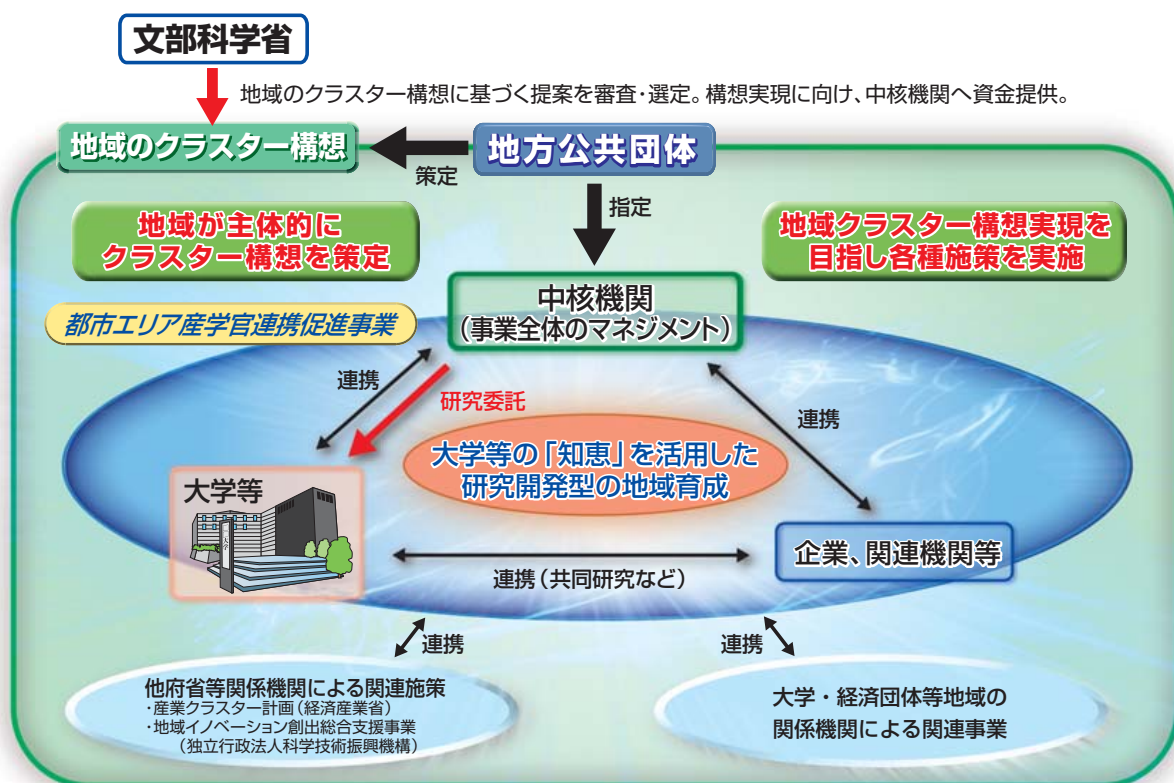 文部科学省
地域のクラスター構想に基づく提案を審査・選定。構想実現に向け、中核機関へ資金提供。
地域のクラスター構想
策定
地方公共団体
指定
地域が主体的に
クラスター構想を策定
地域クラスター構想実現を
目指し各種施策を実施
中核機関
（事業全体のマネジメント）
都市エリア産学官連携促進事業
連携
研究委託
連携
大学等の「知恵」を活用した
研究開発型の地域育成
大学等
大学
企業、関連機関等
連携（共同研究など）
連携
連携
他府省等関係機関による関連施策
・産業クラスター計画（経済産業省）
・地域イノベーション創出総合支援事業
（独立行政法人科学技術振興機構）
大学・経済団体等地域の
関係機関による関連事業